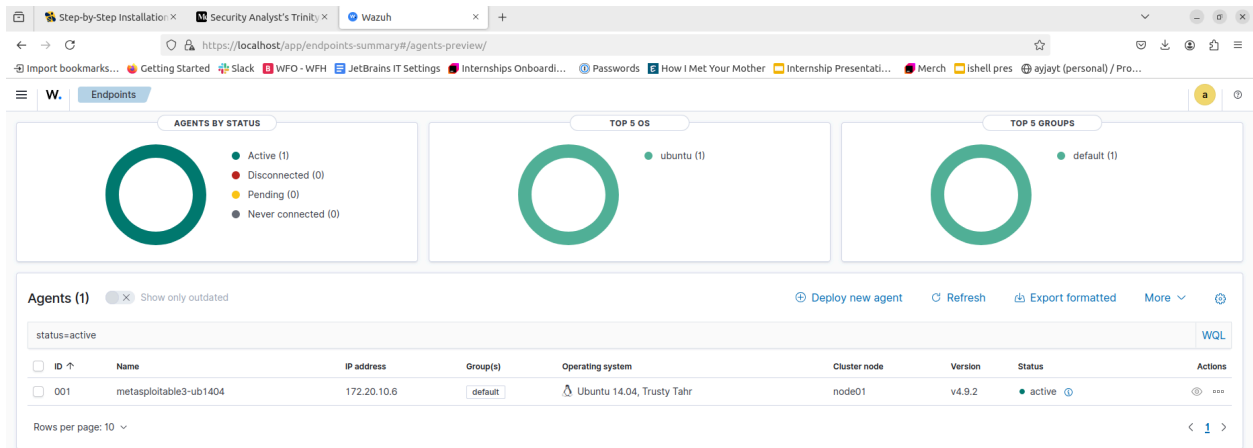 Step-by-Step Installation
Security Analyst's Trinity
Wazuh
https://localhost/app/endpoints-summary#/agents-preview/
Import bookmarks... Getting Started Slack WFO - WFH JetBrains IT Settings Internships Onboardi... Passwords How I Met Your Mother Internship Presentati... Merch ishell pres ayjayt (personal) / Pro...
W. Endpoints a
AGENTS BY STATUS
Active (1)
Disconnected (0)
Pending (0)
Never connected (0)
TOP 5 OS
ubuntu (1)
TOP 5 GROUPS
default (1)
Agents (1) Show only outdated Deploy new agent Refresh Export formatted More
status=active WQL
ID Name IP address Group(s) Operating system Cluster node Version Status Actions
001 metasploitable3-ub1404 172.20.10.6 default Ubuntu 14.04, Trusty Tahr node01 v4.9.2 active
Rows per page: 10 1